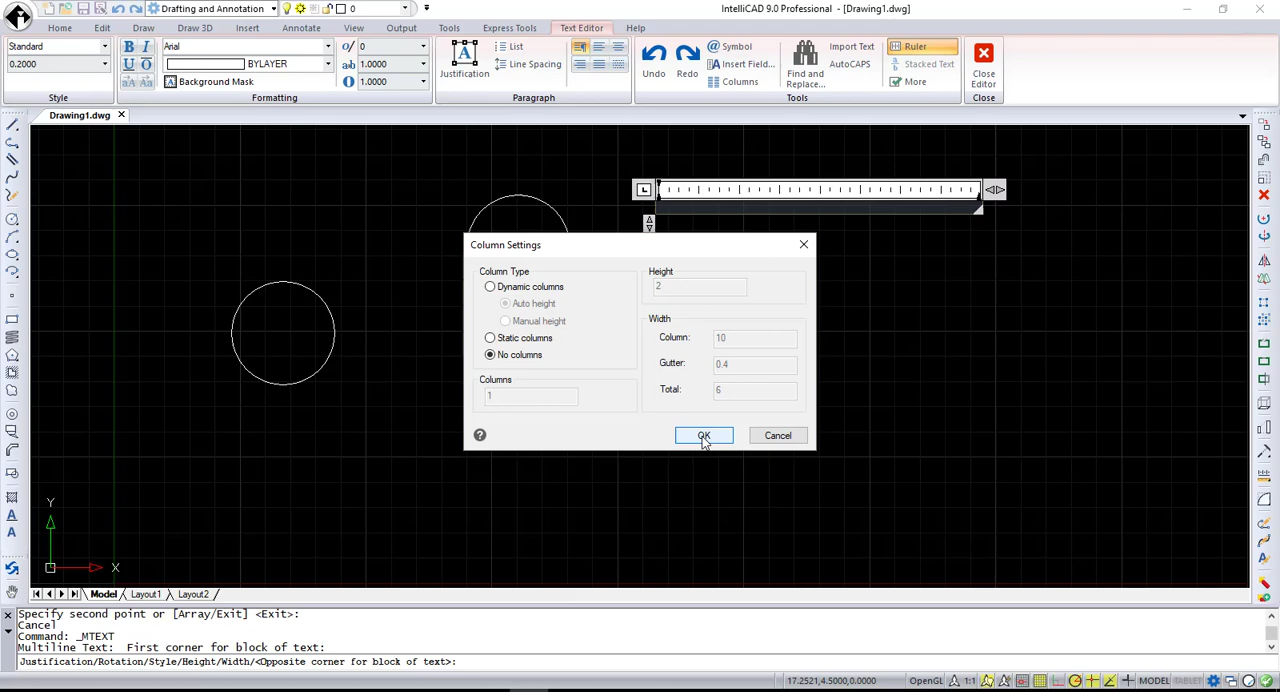 Drafting and Annotation
0
IntelliCAD 9.0 Professional - [Drawing1.dwg]
Home Edit Draw Draw 3D Insert Annotate View Output Tools Express Tools Text Editor Help
Standard
0.2000
Style
B I
U O
Aa Aa
Arial
BYLAYER
A Background Mask
0
1.0000
1.0000
Formatting
Justification
List
Line Spacing
Paragraph
Undo
Redo
@ Symbol
Insert Field...
Columns
Find and
Replace...
Import Text
AutoCAPS
Ruler
Stacked Text
More
Tools
Close
Editor
Close
Drawing1.dwg
Column Settings
Column Type
Dynamic columns
Auto height
Manual height
Static columns
No columns
Columns
1
Height
2
Width
Column: 10
Gutter: 0.4
Total: 6
OK
Cancel
Y
X
Model Layout1 Layout2
Specify second point or [Array/Exit] <Exit>:
Cancel
Command: _MTEXT
Multiline Text:  First corner for block of text:
Justification/Rotation/Style/Height/Width/<Opposite corner for block of text>:
17.2521,4.5000,0.0000
OpenGL
1:1
MODEL
TABLET